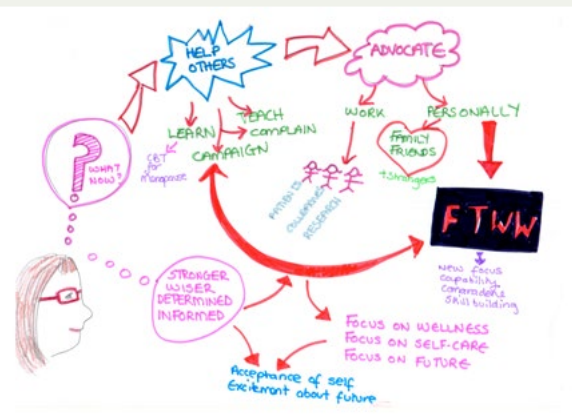 HELP
OTHERS
ADVOCATE
LEARN
TEACH
COMPLAIN
CAMPAIGN
CBT
for
menopause
WORK
PERSONALLY
FAMILY
FRIENDS
+ Strangers
PATIENTS
COLLEAGUES
RESEARCH
?
WHAT
NOW?
FTWW
New focus
capability
camaraderie
Skill building
STRONGER
WISER
DETERMINED
INFORMED
FOCUS ON WELLNESS
FOCUS ON SELF-CARE
FOCUS ON FUTURE
Acceptance of self
Excitement about future